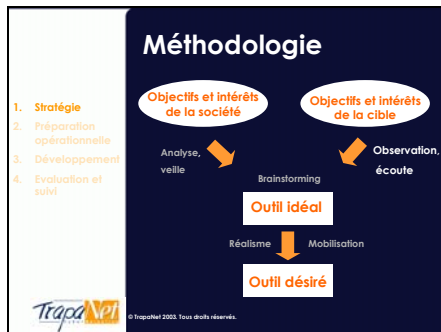 Méthodologie
1. Stratégie
2. Préparation
opérationnelle
3. Développement
4. Evaluation et
suivi
Objectifs et intérêts
de la société
Objectifs et intérêts
de la cible
Analyse,
veille
Observation,
écoute
Brainstorming
Outil idéal
Réalisme Mobilisation
Outil désiré
TrapaNet
© TrapaNet 2003. Tous droits réservés.